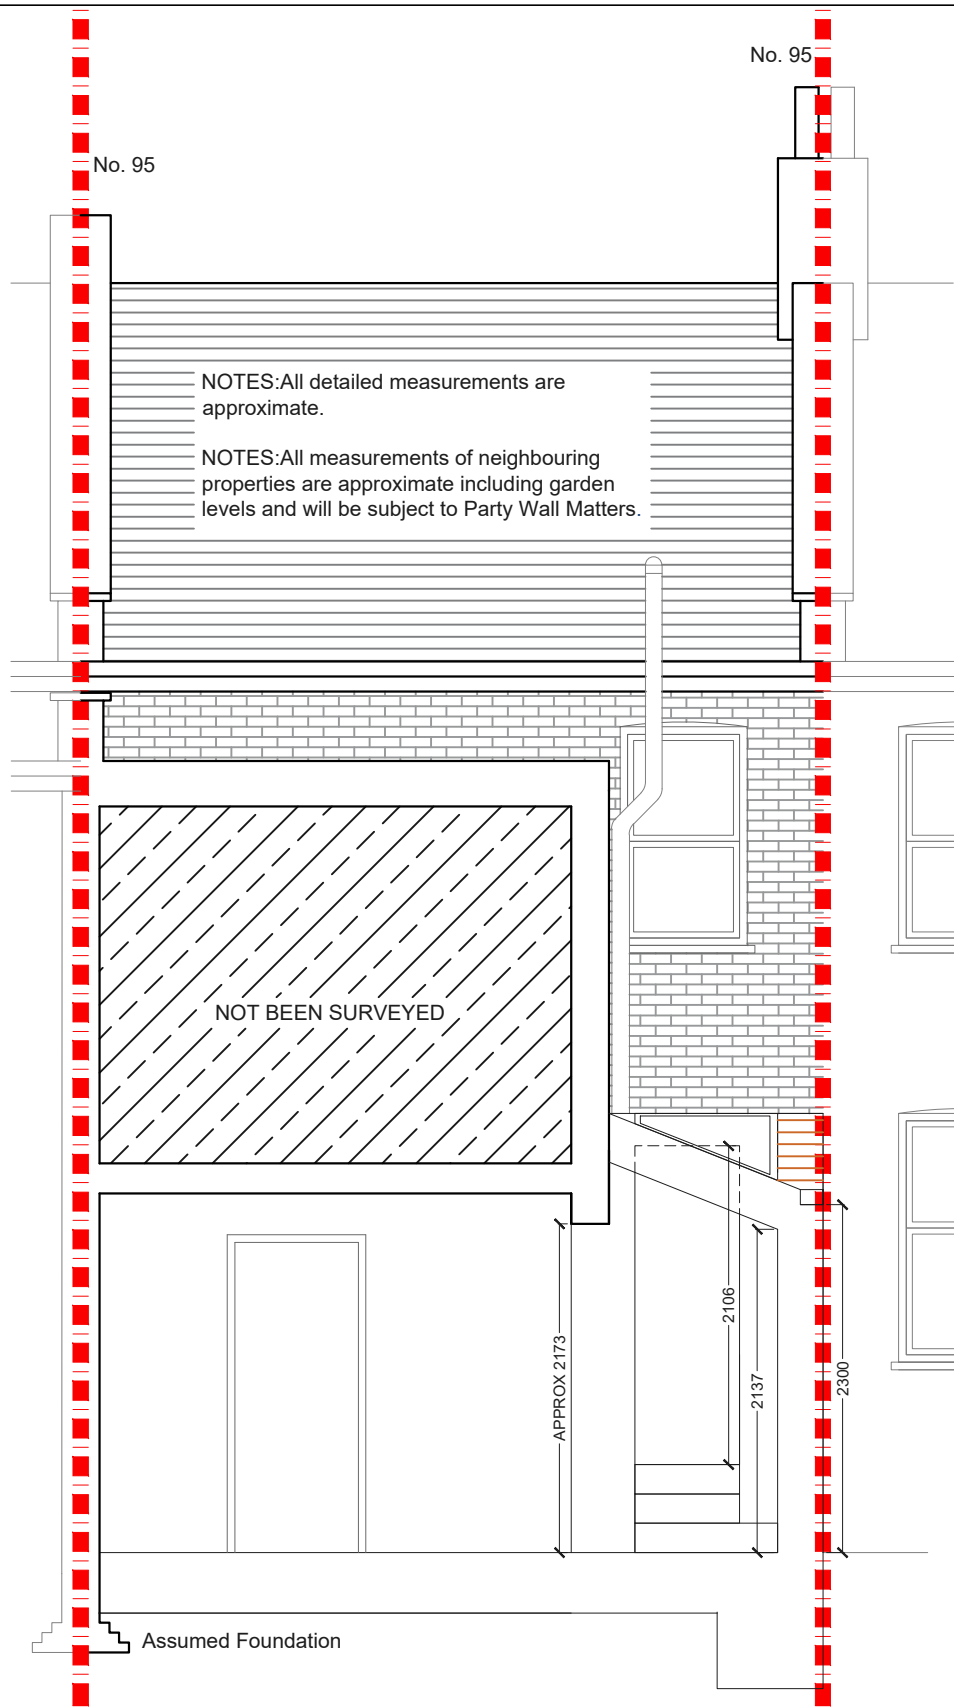 No. 95
No. 95
NOTES:All detailed measurements are
approximate.
NOTES:All measurements of neighbouring
properties are approximate including garden
levels and will be subject to Party Wall Matters.
NOT BEEN SURVEYED
APPROX 2173
2106
2137
2300
Assumed Foundation